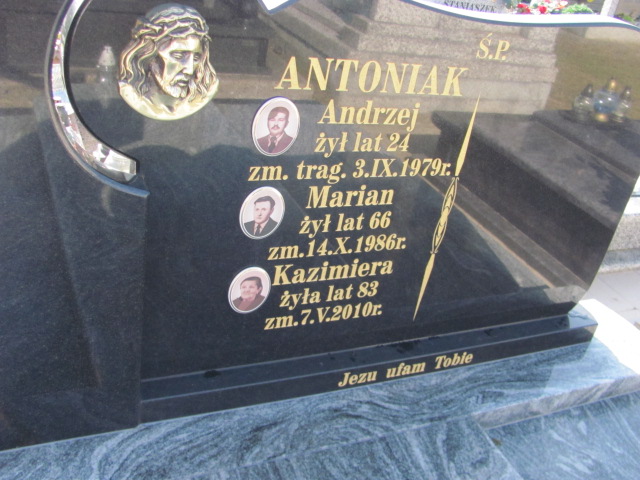 STANISZEK
Ś.P.
ANTONIAK
Andrzej
żył lat 24
zm. trag. 3.IX.1979r.
Marian
żył lat 66
zm.14.X.1986r.
Kazimiera
żyła lat 83
zm.7.V.2010r.
Jezu ufam Tobie